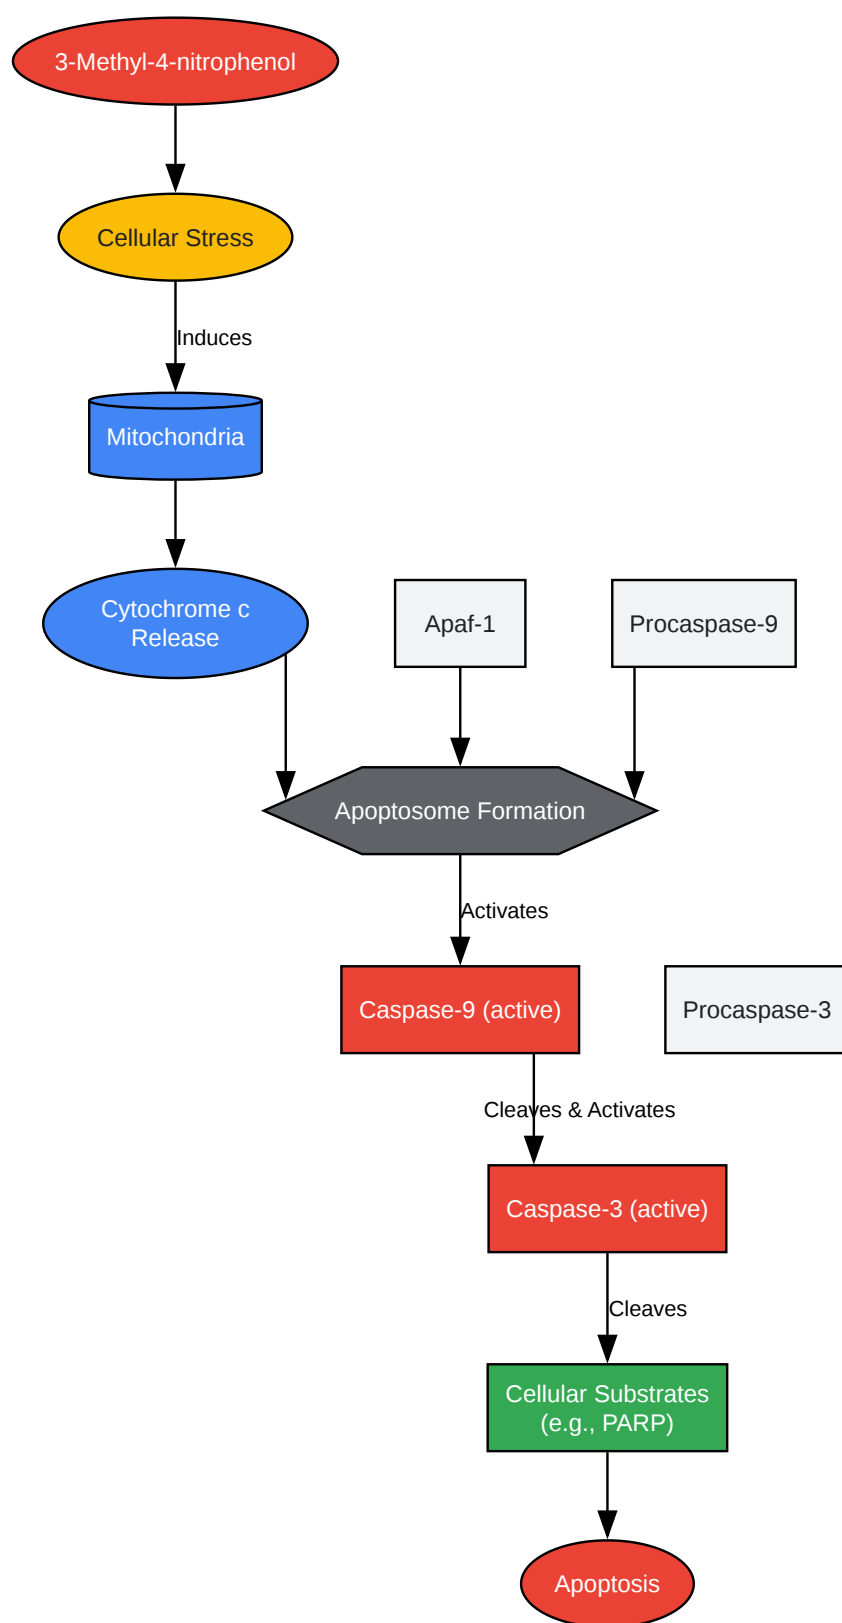 3-Methyl-4-nitrophenol
Cellular Stress
Induces
Mitochondria
Cytochrome c
Release
Apaf-1
Procaspase-9
Apoptosome Formation
Activates
Caspase-9 (active)
Procaspase-3
Cleaves & Activates
Caspase-3 (active)
Cleaves
Cellular Substrates
(e.g., PARP)
Apoptosis